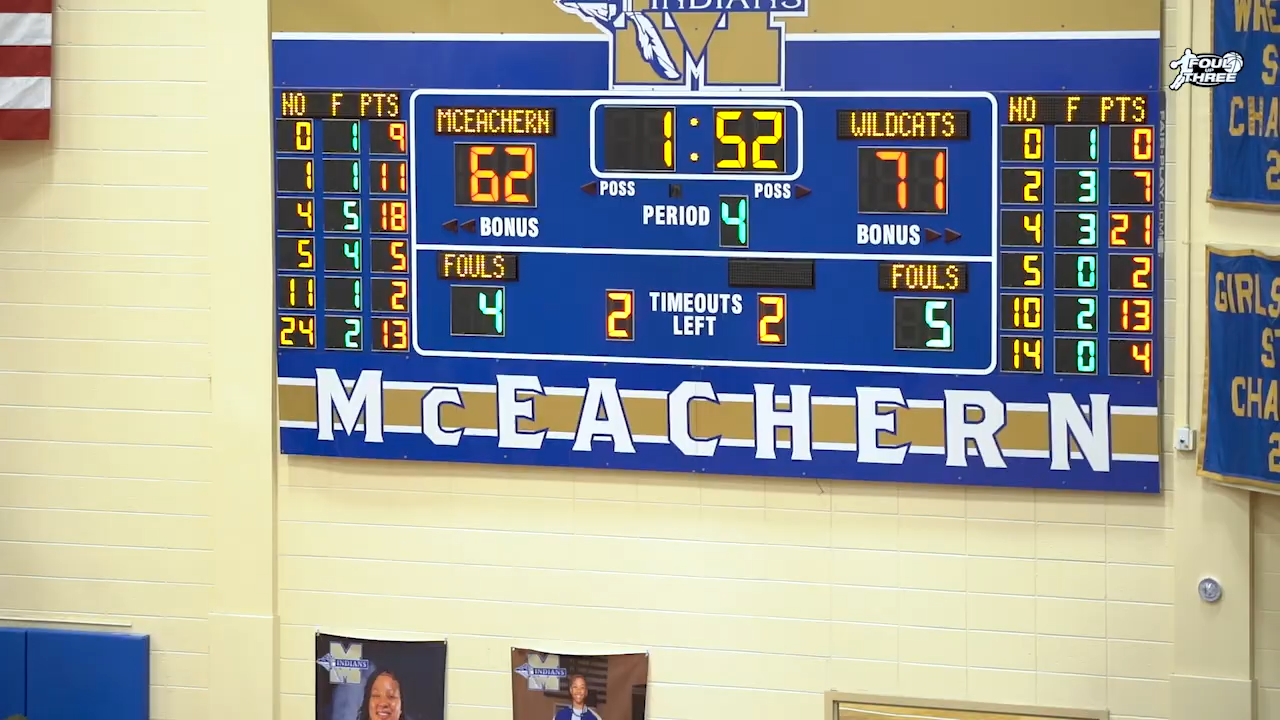 INDIANS
M
FOUL
UP
THREE
NO F PTS
0 1 9
1 1 11
4 5 18
5 4 5
11 1 2
24 2 13
MCEACHERN
62
BONUS
1:52
POSS POSS
PERIOD 4
WILDCATS
71
BONUS
FOULS
4
2 TIMEOUTS LEFT 2
FOULS
5
NO F PTS
0 1 0
2 3 7
4 3 21
5 0 2
10 2 13
14 0 4
McEACHERN
GIRLS
INDIANS
INDIANS